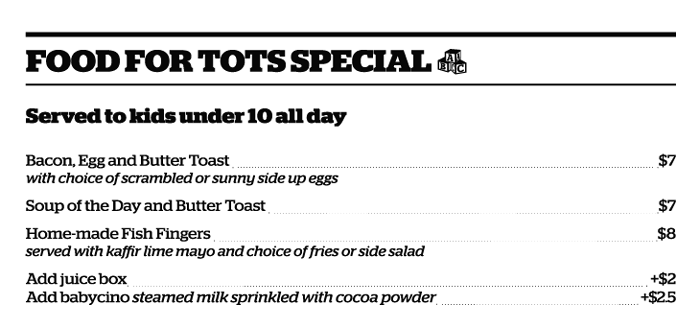 FOOD FOR TOTS SPECIAL
Served to kids under 10 all day
Bacon, Egg and Butter Toast $7
with choice of scrambled or sunny side up eggs
Soup of the Day and Butter Toast $7
Home-made Fish Fingers $8
served with kaffir lime mayo and choice of fries or side salad
Add juice box +$2
Add babycino steamed milk sprinkled with cocoa powder +$2.5